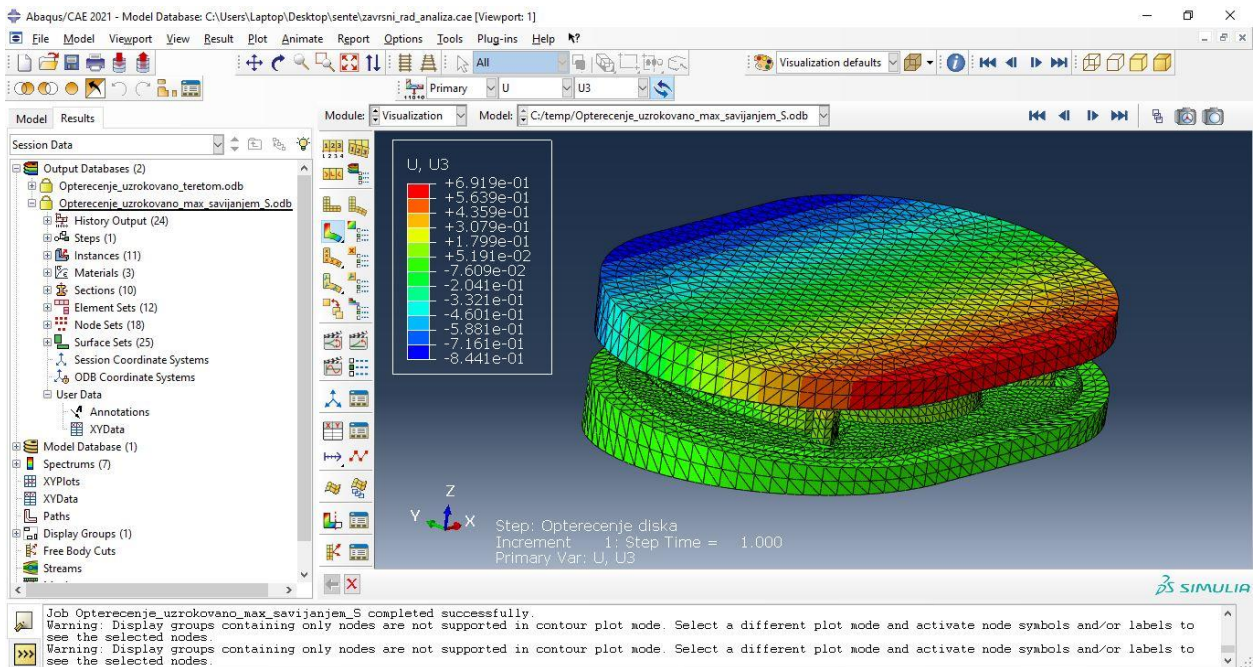 Abaqus/CAE 2021 - Model Database: C:\Users\Laptop\Desktop\sente\zavrsni_rad_analiza.cae [Viewport: 1]
File Model Viewport View Result Plot Animate Report Options Tools Plug-ins Help
All
Visualization defaults
Primary U U3
Model Results
Module: Visualization Model: C:/temp/Opterecenje_uzrokovano_max_savijanjem_S.odb
Session Data
Output Databases (2)
Opterecenje_uzrokovano_teretom.odb
Opterecenje_uzrokovano_max_savijanjem_S.odb
History Output (24)
Steps (1)
Instances (11)
Materials (3)
Sections (10)
Element Sets (12)
Node Sets (18)
Surface Sets (25)
Session Coordinate Systems
ODB Coordinate Systems
User Data
Annotations
XYData
Model Database (1)
Spectrums (7)
XYPlots
XYData
Paths
Display Groups (1)
Free Body Cuts
Streams
U, U3
+6.919e-01
+5.639e-01
+4.359e-01
+3.079e-01
+1.799e-01
+5.191e-02
-7.609e-02
-2.041e-01
-3.321e-01
-4.601e-01
-5.881e-01
-7.161e-01
-8.441e-01
Z
Y
X
Step: Opterecenje diska
Increment 1: Step Time = 1.000
Primary Var: U, U3
SIMULIA
Job Opterecenje_uzrokovano_max_savijanjem_S completed successfully.
Warning: Display groups containing only nodes are not supported in contour plot mode. Select a different plot mode and activate node symbols and/or labels to
see the selected nodes.
Warning: Display groups containing only nodes are not supported in contour plot mode. Select a different plot mode and activate node symbols and/or labels to
see the selected nodes.